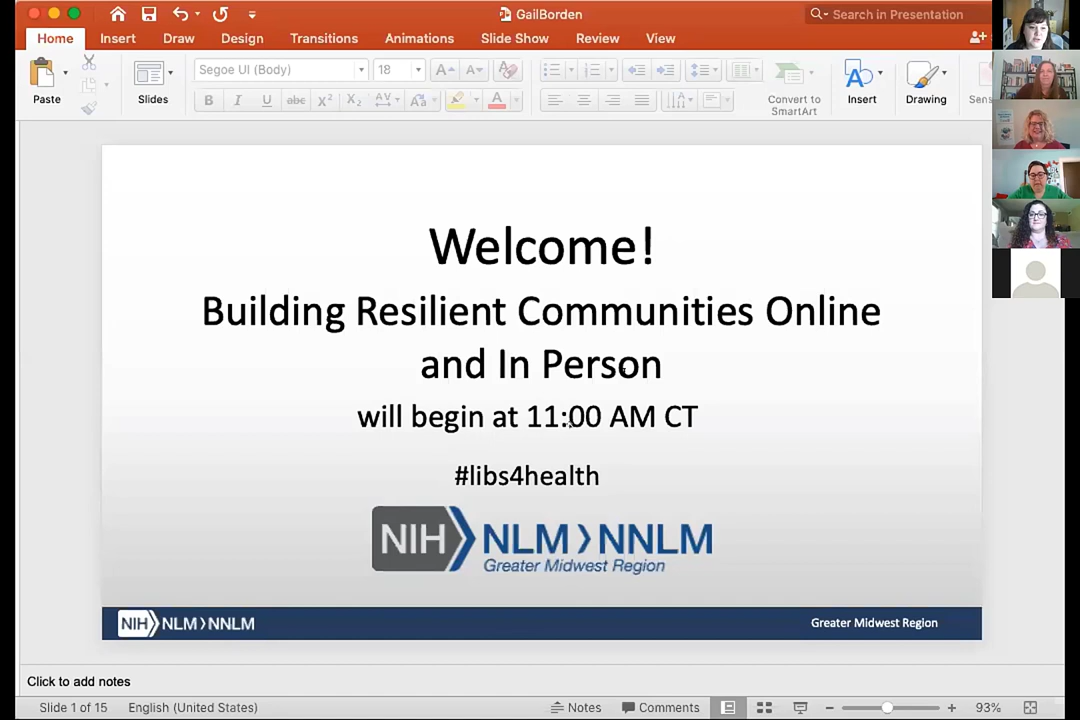 GailBorden
Search in Presentation
Home
Insert
Draw
Design
Transitions
Animations
Slide Show
Review
View
Paste
Slides
Segoe UI (Body)
18
Convert to
SmartArt
Insert
Drawing
Sens
Welcome!
Building Resilient Communities Online
and In Person
will begin at 11:00 AM CT
#libs4health
NIH NLM NNLM
Greater Midwest Region
NIH NLM NNLM
Greater Midwest Region
Click to add notes
Slide 1 of 15
English (United States)
Notes
Comments
93%